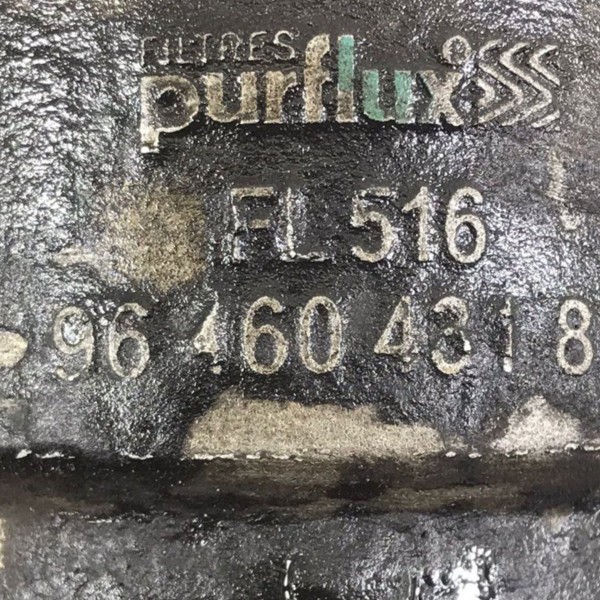 FILTRES
purflux
FL 516
96 460 431 8